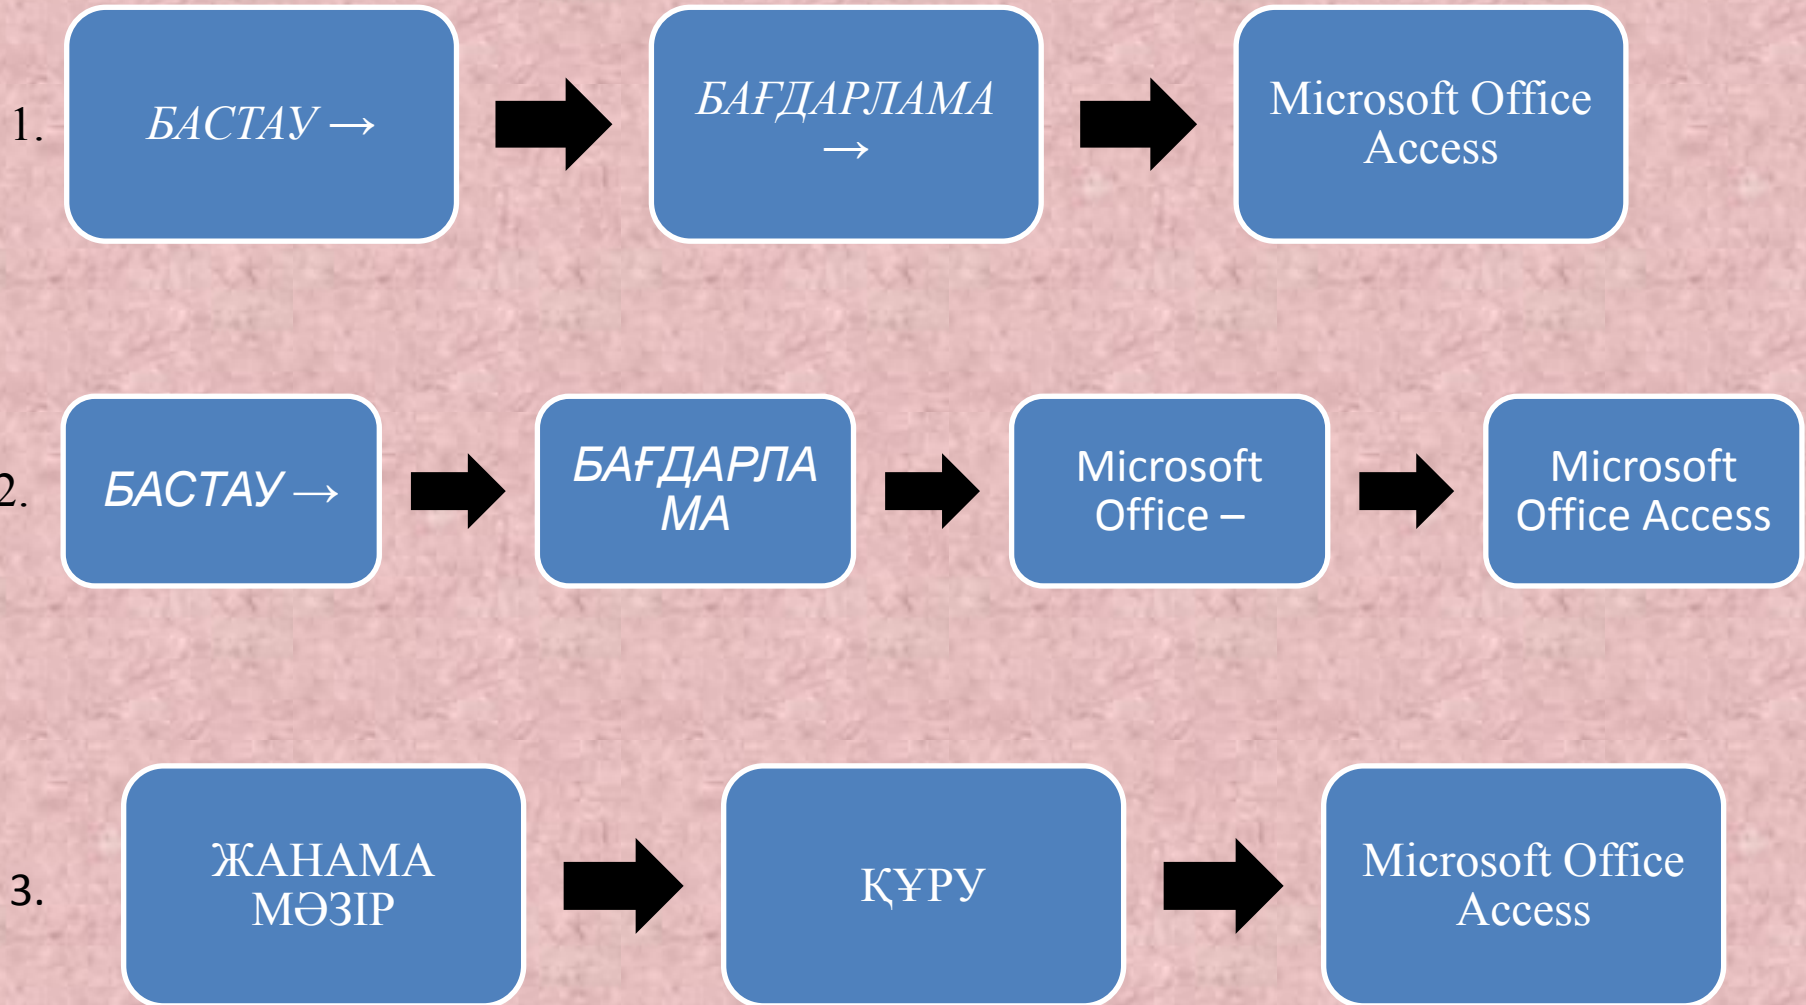 1.
БАСТАУ →
БАҒДАРЛАМА
→
Microsoft Office
Access
2.
БАСТАУ →
БАҒДАРЛА
МА
Microsoft
Office –
Microsoft
Office Access
3.
ЖАНАМА
МӘЗІР
ҚҰРУ
Microsoft Office
Access